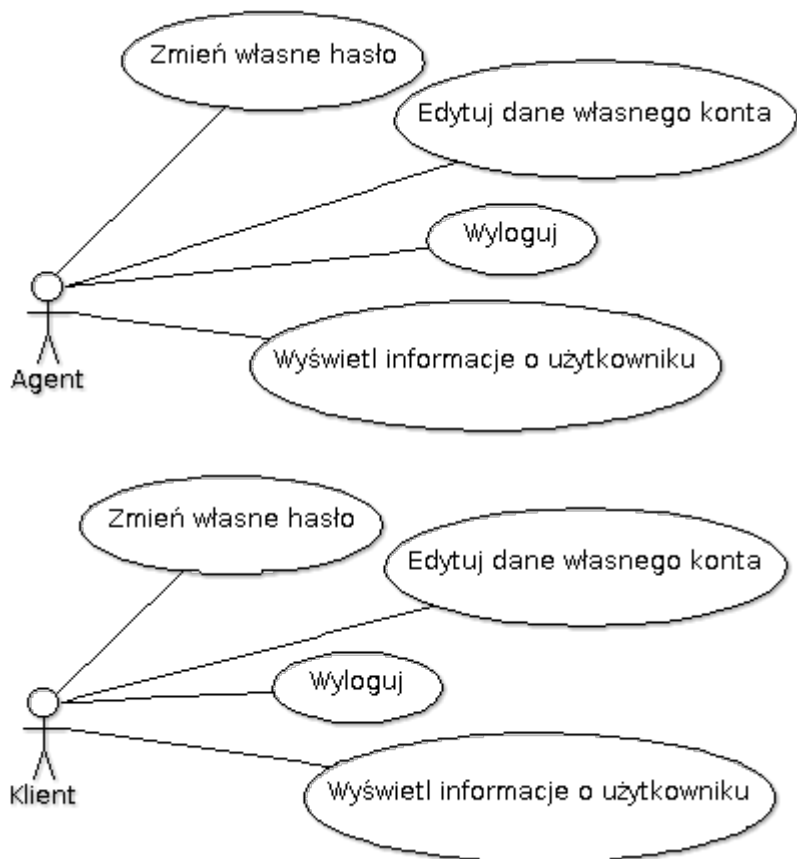 Zmień własne hasło
Edytuj dane własnego konta
Wyloguj
Wyświetl informacje o użytkowniku
Agent
Zmień własne hasło
Edytuj dane własnego konta
Wyloguj
Wyświetl informacje o użytkowniku
Klient